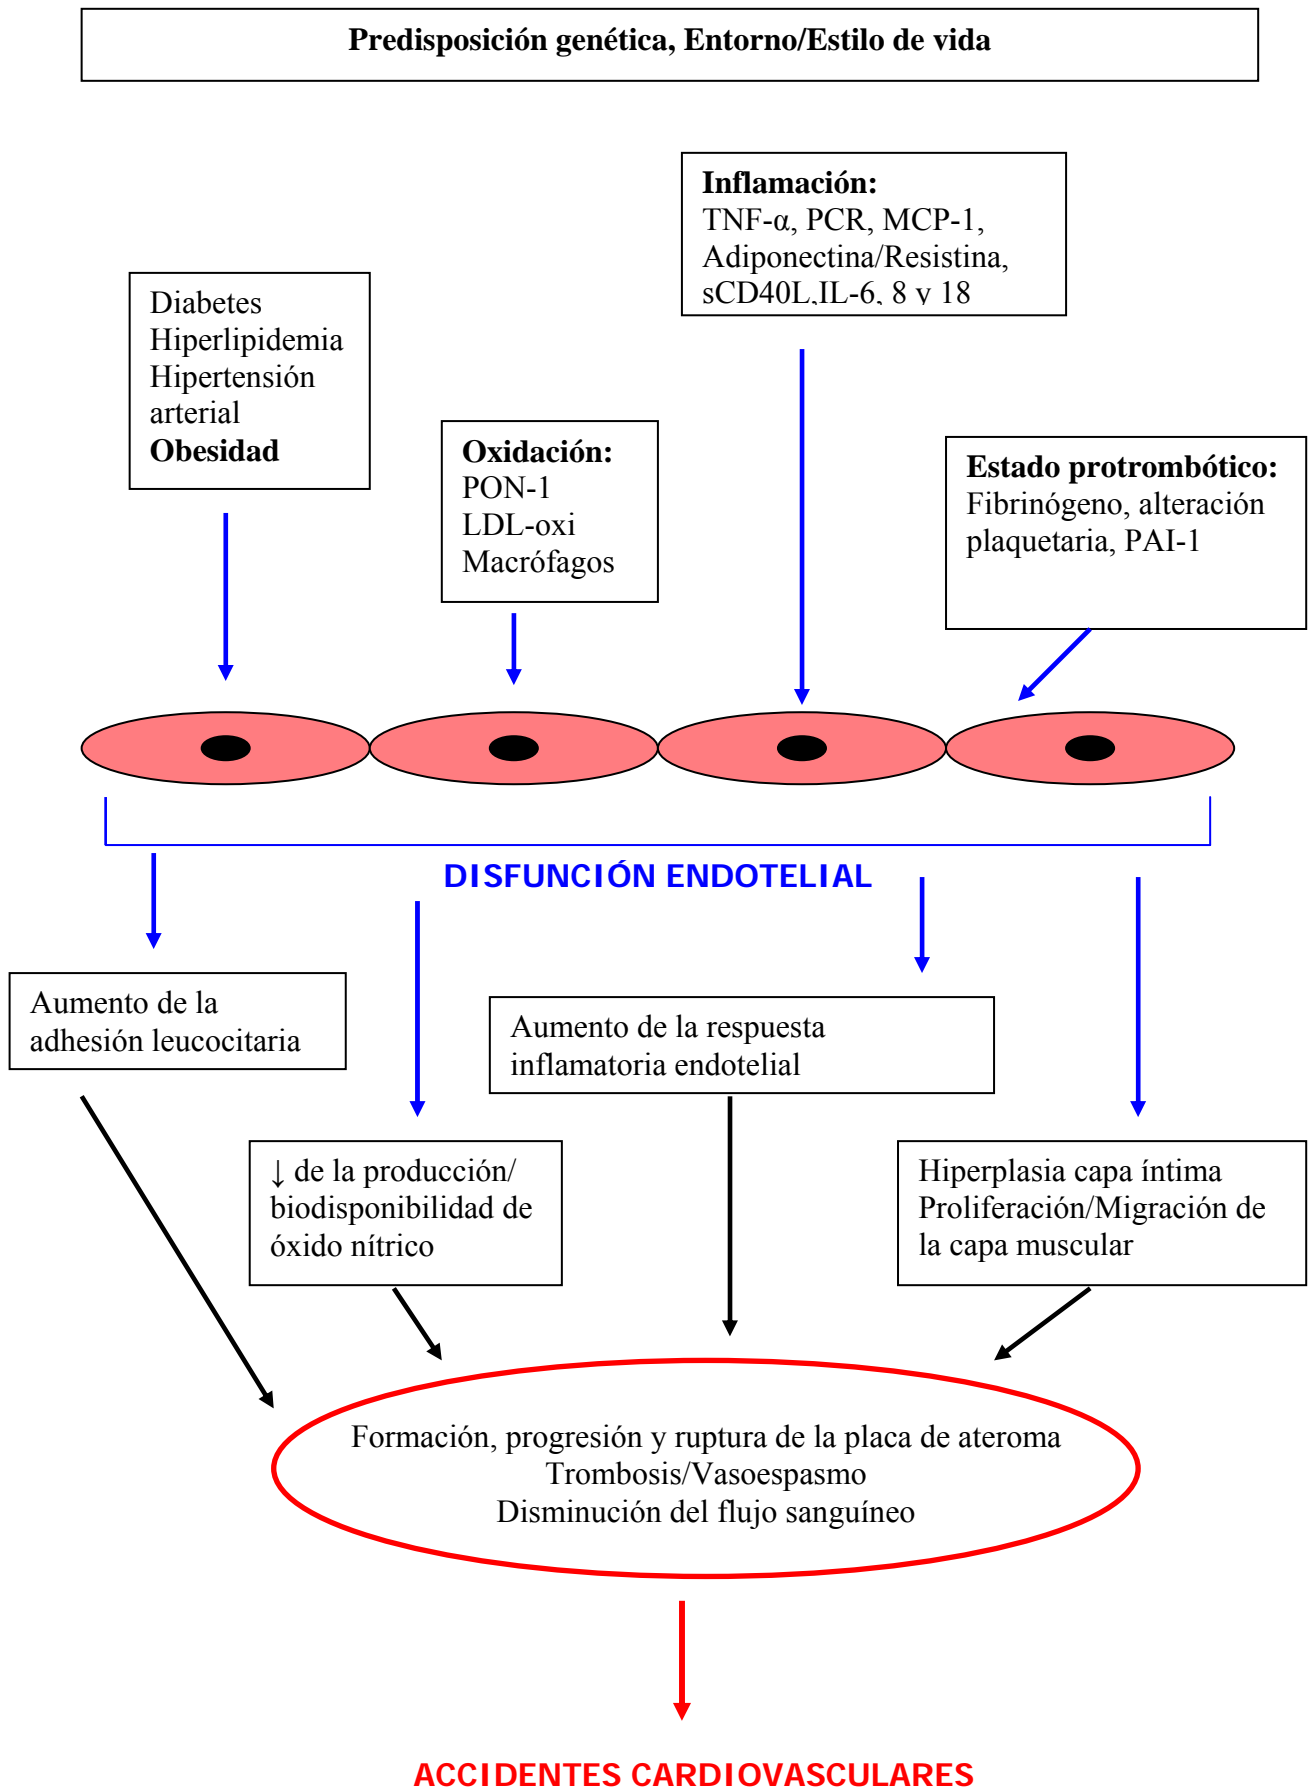 Predisposición genética, Entorno/Estilo de vida
Inflamación:
TNF-α, PCR, MCP-1,
Adiponectina/Resistina,
sCD40L,IL-6, 8 y 18
Diabetes
Hiperlipidemia
Hipertensión
arterial
Obesidad
Oxidación:
PON-1
LDL-oxi
Macrófagos
Estado protrombótico:
Fibrinógeno, alteración
plaquetaria, PAI-1
DISFUNCIÓN ENDOTELIAL
Aumento de la
adhesión leucocitaria
Aumento de la respuesta
inflamatoria endotelial
↓ de la producción/
biodisponibilidad de
óxido nítrico
Hiperplasia capa íntima
Proliferación/Migración de
la capa muscular
Formación, progresión y ruptura de la placa de ateroma
Trombosis/Vasoespasmo
Disminución del flujo sanguíneo
ACCIDENTES CARDIOVASCULARES